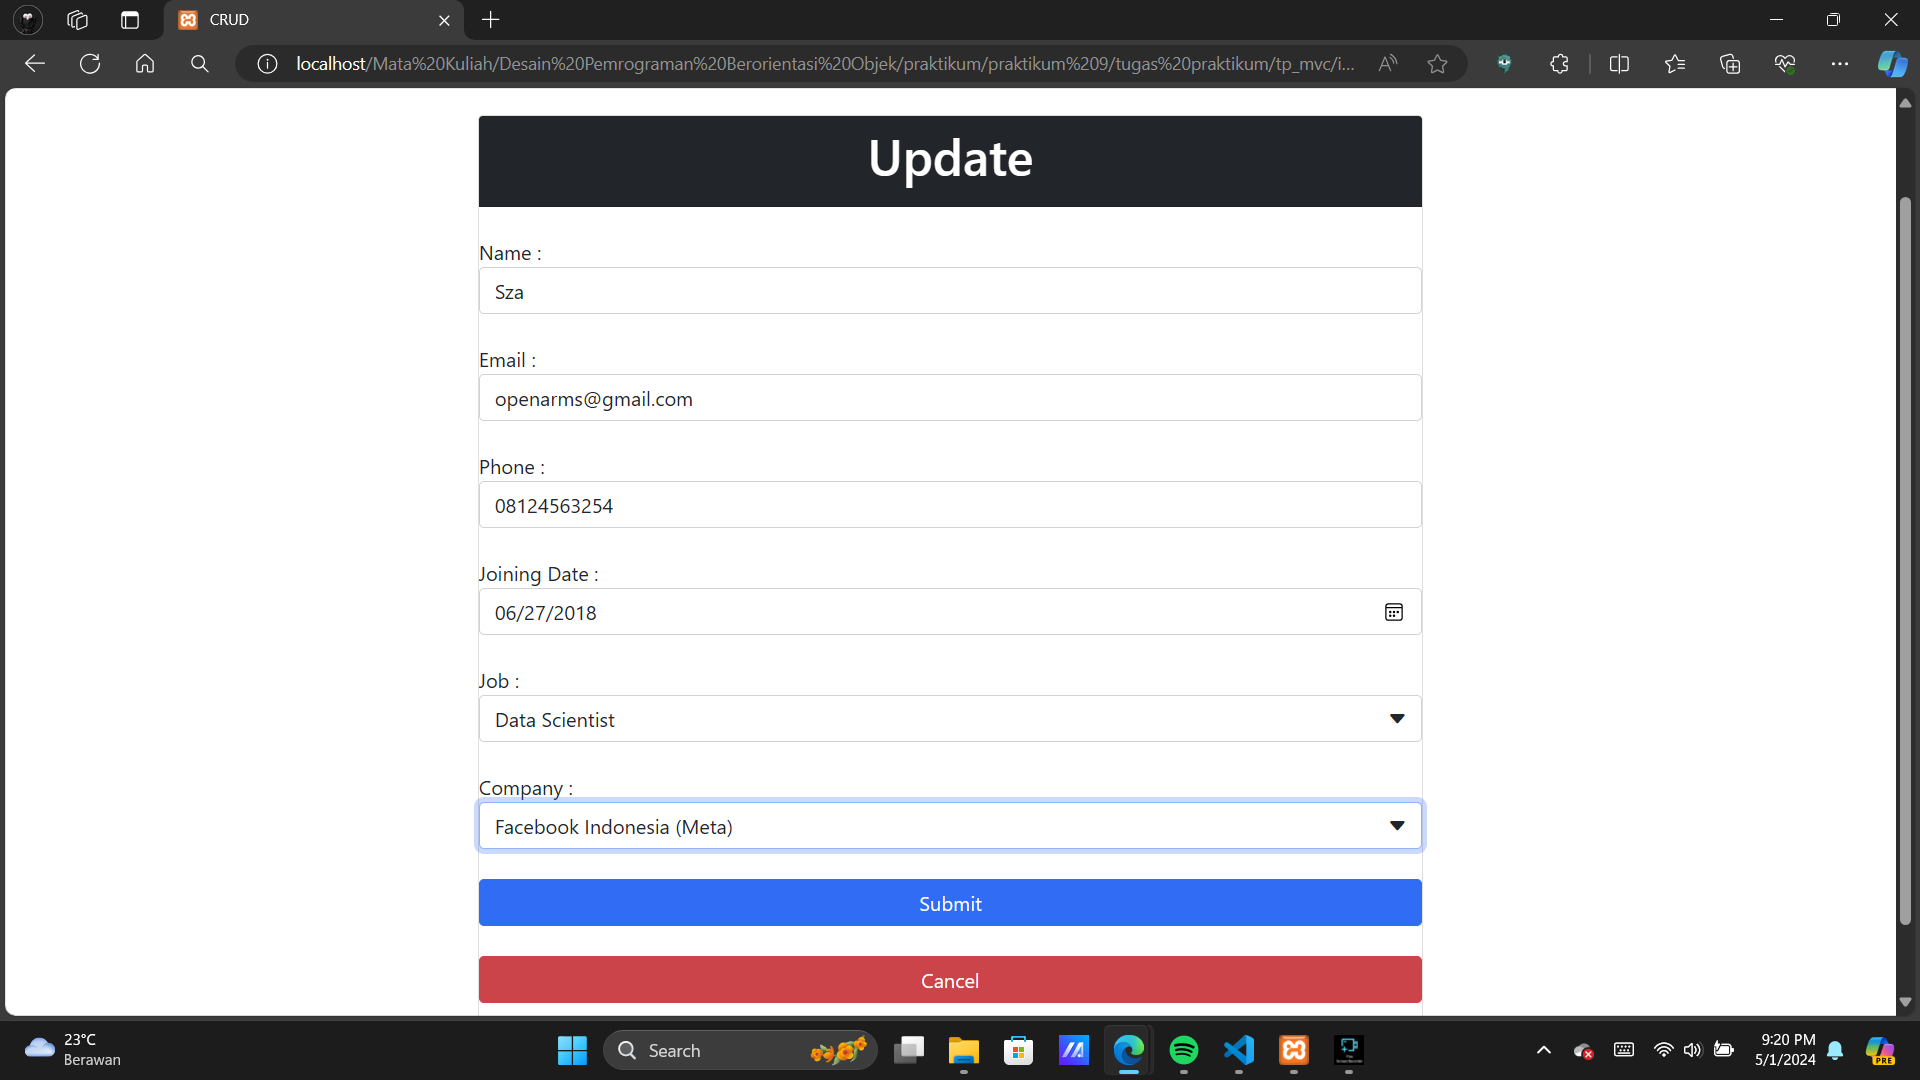 CRUD
localhost/Mata%20Kuliah/Desain%20Pemrograman%20Berorientasi%20Objek/praktikum/praktikum%209/tugas%20praktikum/tp_mvc/i...
Update
Name :
Sza
Email :
openarms@gmail.com
Phone :
08124563254
Joining Date :
06/27/2018
Job :
Data Scientist
Company :
Facebook Indonesia (Meta)
Submit
Cancel
23°C
Berawan
Search
9:20 PM
5/1/2024
PRE